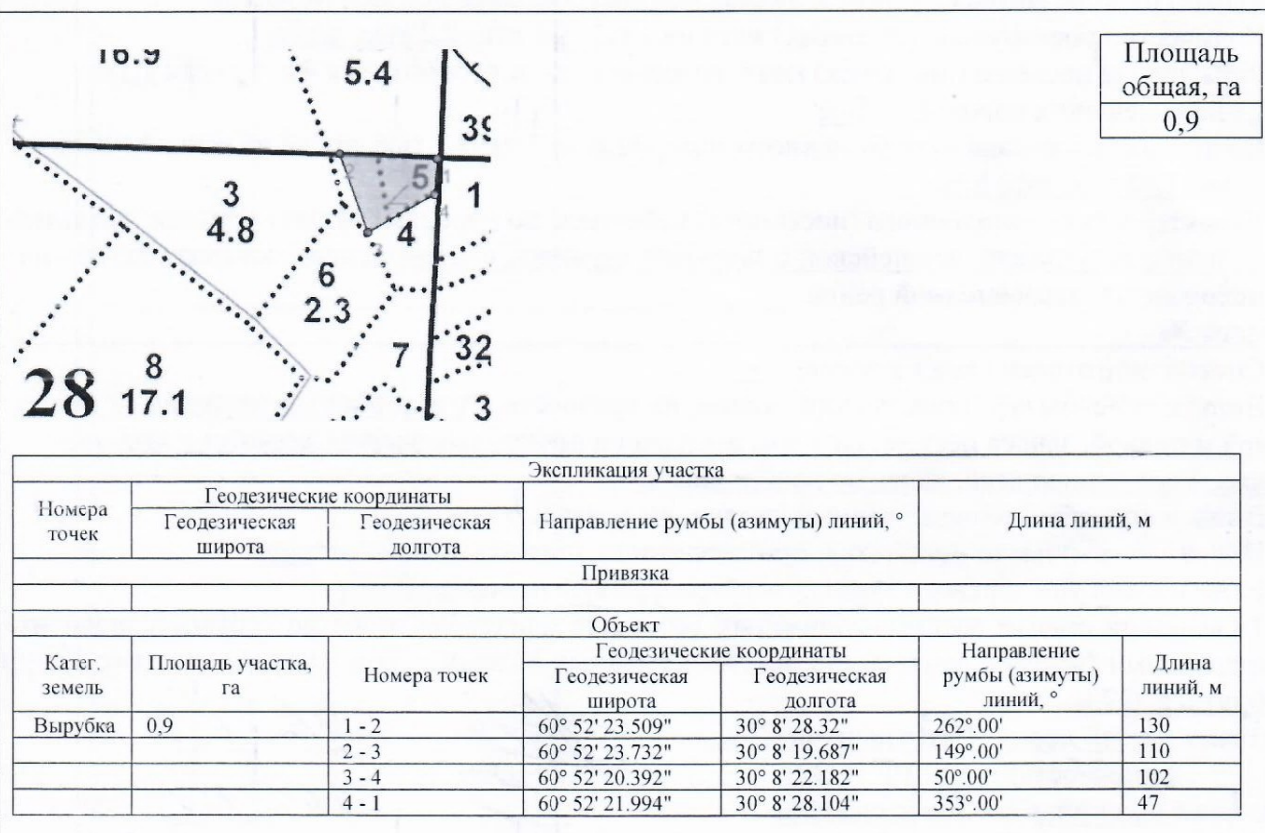 16.9
5.4
39
Площадь
общая, га
0,9
2
5
1
3
4.8
1
4
3
4
6
2.3
7
32
8
17.1
28
3
Экспликация участка
Номера точек
Геодезические координаты
Геодезическая широта
Геодезическая долгота
Направление румбы (азимуты) линий, °
Длина линий, м
Привязка
Объект
Катег. земель
Площадь участка, га
Номера точек
Геодезические координаты
Геодезическая широта
Геодезическая долгота
Направление румбы (азимуты) линий, °
Длина линий, м
Вырубка 0,9 1 - 2 60° 52' 23.509" 30° 8' 28.32" 262°.00' 130
2 - 3 60° 52' 23.732" 30° 8' 19.687" 149°.00' 110
3 - 4 60° 52' 20.392" 30° 8' 22.182" 50°.00' 102
4 - 1 60° 52' 21.994" 30° 8' 28.104" 353°.00' 47